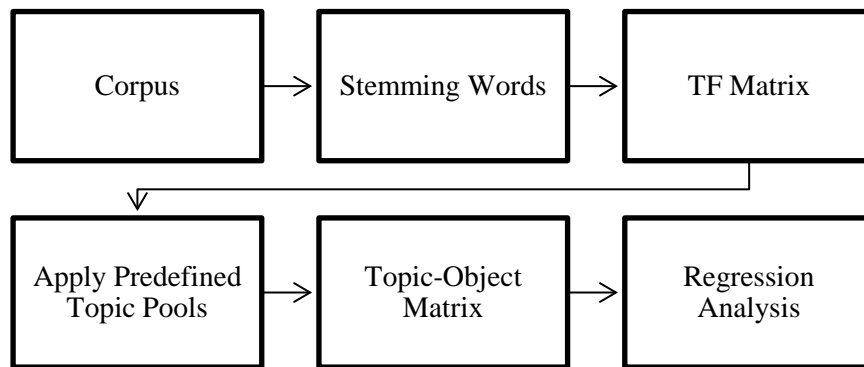 Corpus
Stemming Words
TF Matrix
Apply Predefined
Topic Pools
Topic-Object
Matrix
Regression
Analysis